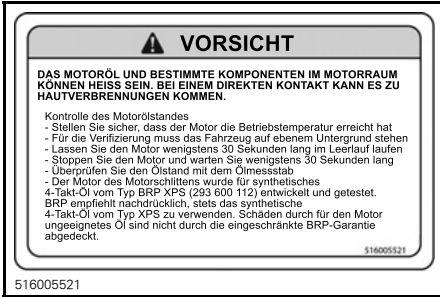 VORSICHT
DAS MOTORÖL UND BESTIMMTE KOMPONENTEN IM MOTORRAUM
KÖNNEN HEISS SEIN. BEI EINEM DIREKTEN KONTAKT KANN ES ZU
HAUTVERBRENNUNGEN KOMMEN.
Kontrolle des Motorölstandes
- Stellen Sie sicher, dass der Motor die Betriebstemperatur erreicht hat
- Für die Verifizierung muss das Fahrzeug auf ebenem Untergrund stehen
- Lassen Sie den Motor wenigstens 30 Sekunden lang im Leerlauf laufen
- Stoppen Sie den Motor und warten Sie wenigstens 30 Sekunden lang
- Überprüfen Sie den Ölstand mit dem Ölmessstab
- Der Motor des Motorschlittens wurde für synthetisches
4-Takt-Öl vom Typ BRP XPS (293 600 112) entwickelt und getestet.
BRP empfiehlt nachdrücklich, stets das synthetische
4-Takt-Öl vom Typ XPS zu verwenden. Schäden durch für den Motor
ungeeignetes Öl sind nicht durch die eingeschränkte BRP-Garantie
abgedeckt.
516005521
516005521